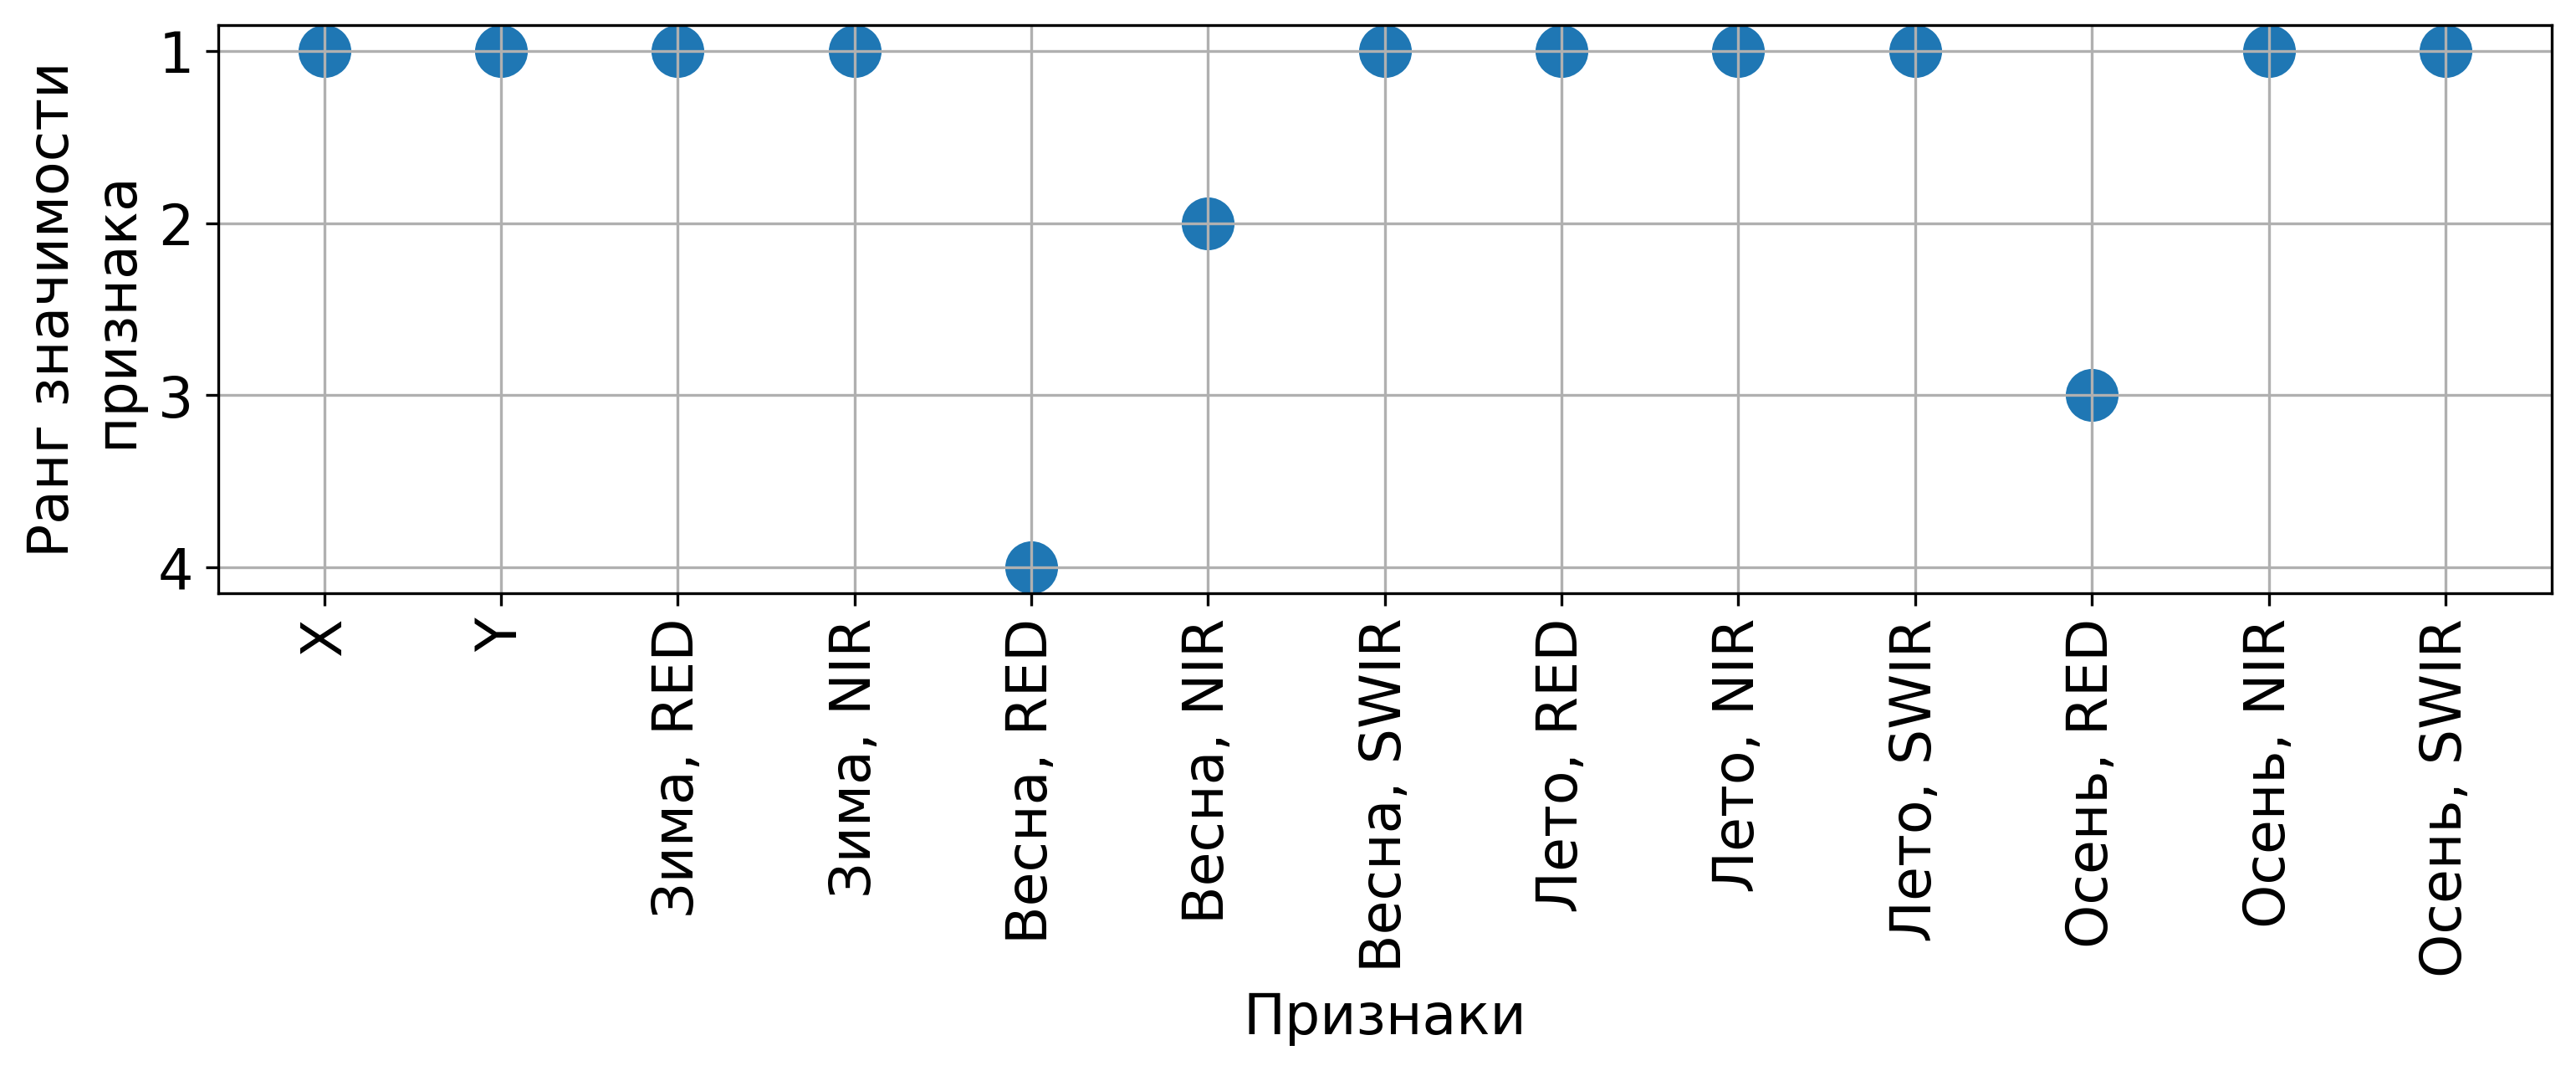 Ранг значимости
признака
1
2
3
4
X
Y
Зима, RED
Зима, NIR
Весна, RED
Весна, NIR
Весна, SWIR
Лето, RED
Лето, NIR
Лето, SWIR
Осень, RED
Осень, NIR
Осень, SWIR
Признаки